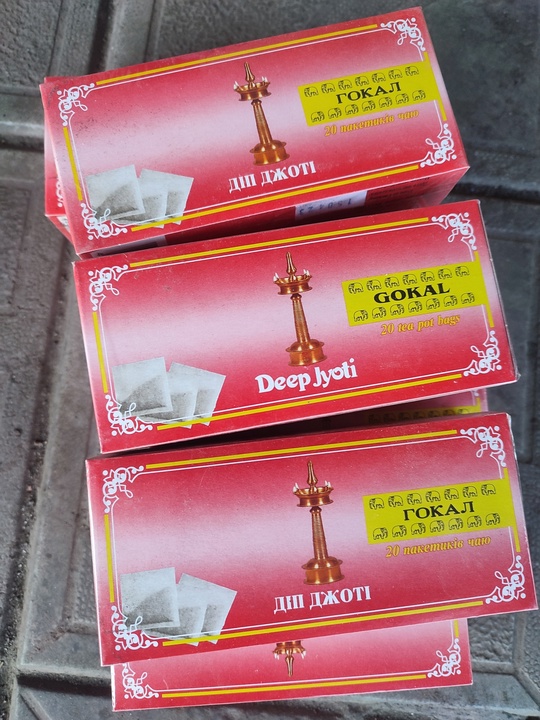 ГОКАЛ
20 пакетиків чаю
ДІП ДЖОТІ
GOKAL
20 tea pot bags
Deep Jyoti
ГОКАЛ
20 пакетиків чаю
ДІП ДЖОТІ